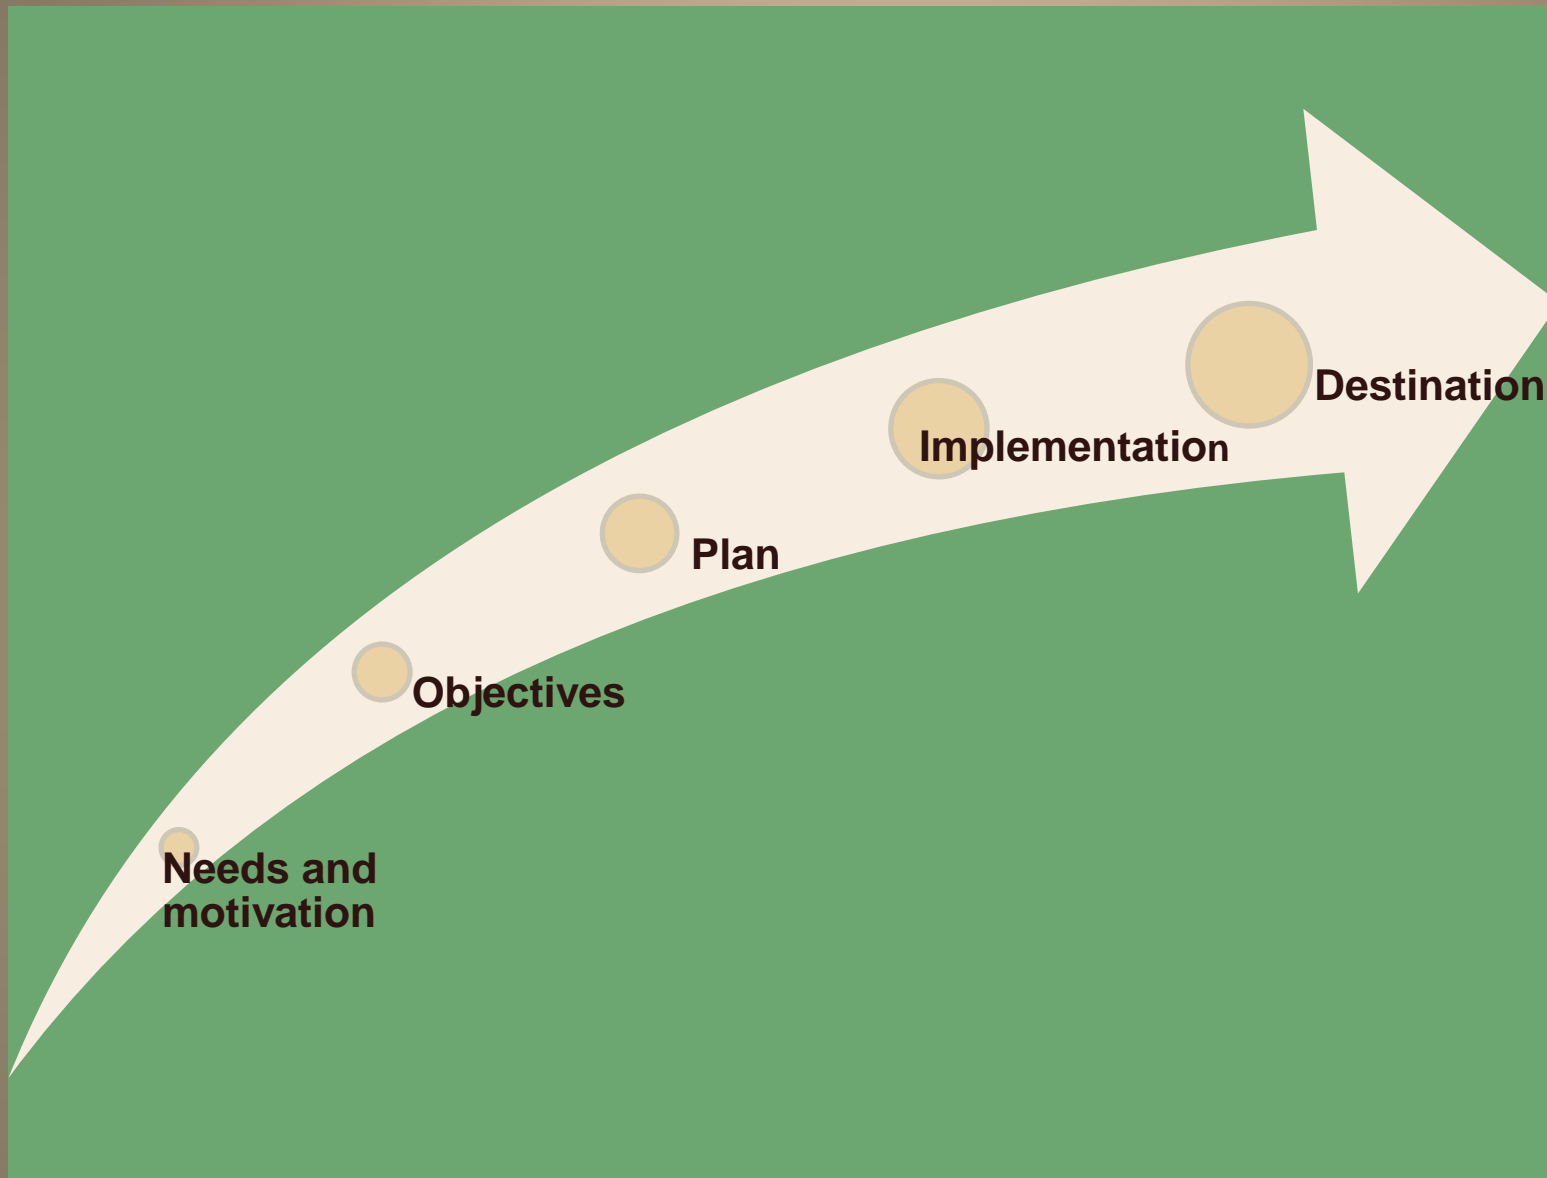 Destination
Implementation
Plan
Objectives
Needs and
motivation